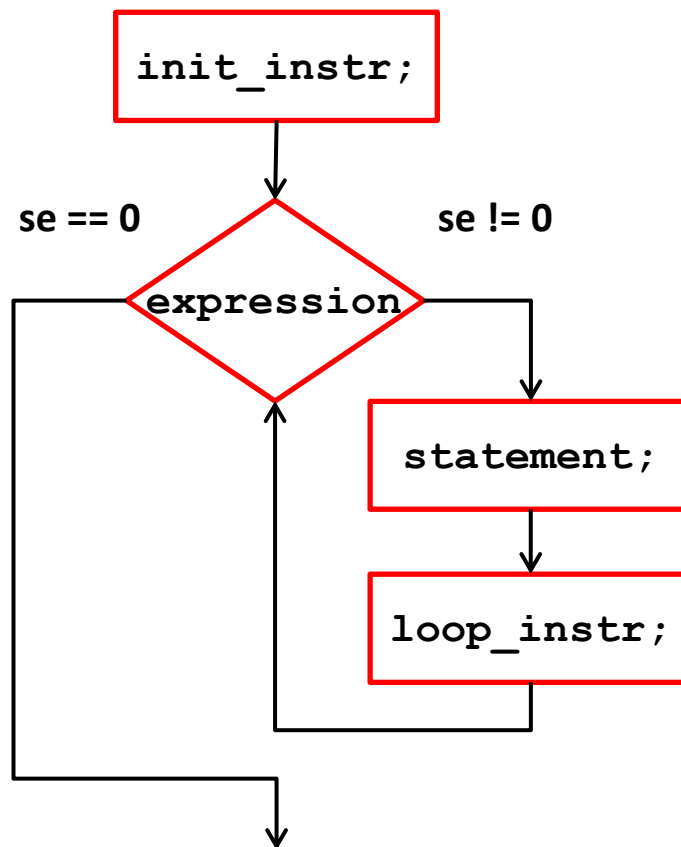 init_instr;
se == 0
se != 0
expression
statement;
loop_instr;